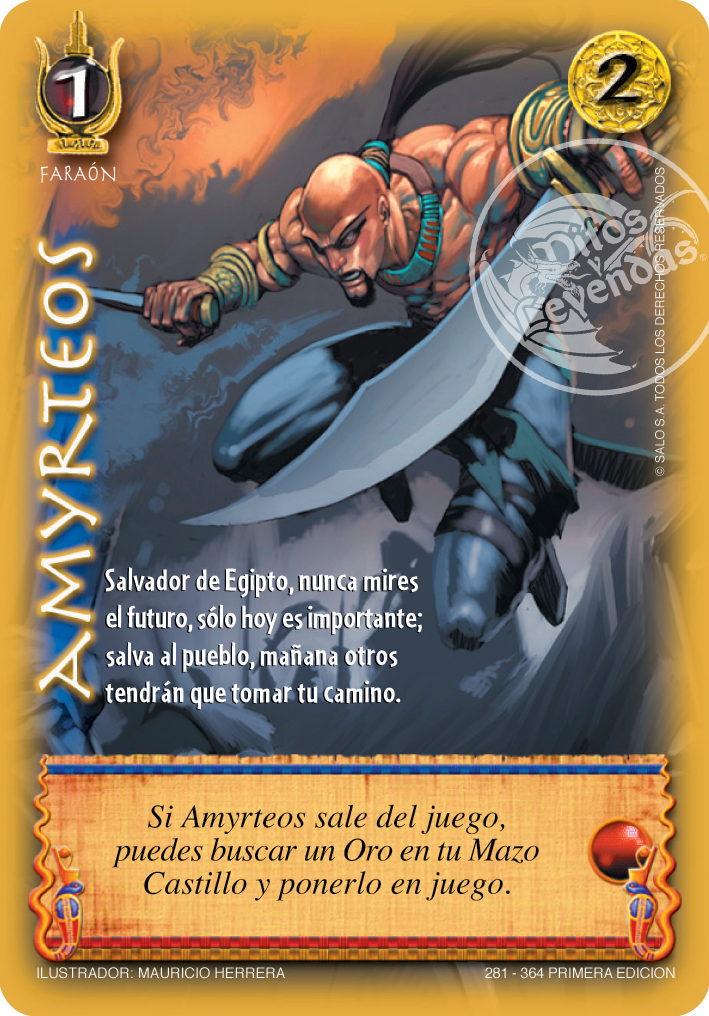 1
2
FARAÓN
AMYRTEOS
Mitos
y
Leyendas®
© SALO S.A. TODOS LOS DERECHOS RESERVADOS
Salvador de Egipto, nunca mires
el futuro, sólo hoy es importante;
salva al pueblo, mañana otros
tendrán que tomar tu camino.
Si Amyrteos sale del juego,
puedes buscar un Oro en tu Mazo
Castillo y ponerlo en juego.
ILUSTRADOR: MAURICIO HERRERA
281 - 364 PRIMERA EDICION